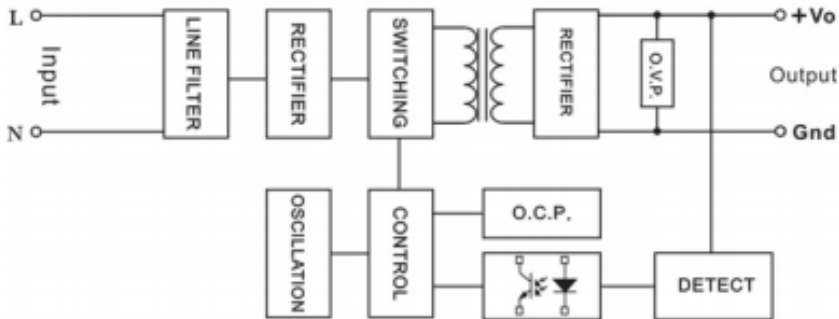 L
Input
N
LINE FILTER
RECTIFIER
SWITCHING
RECTIFIER
O.V.P.
+Vo
Output
Gnd
OSCILLATION
CONTROL
O.C.P.
DETECT